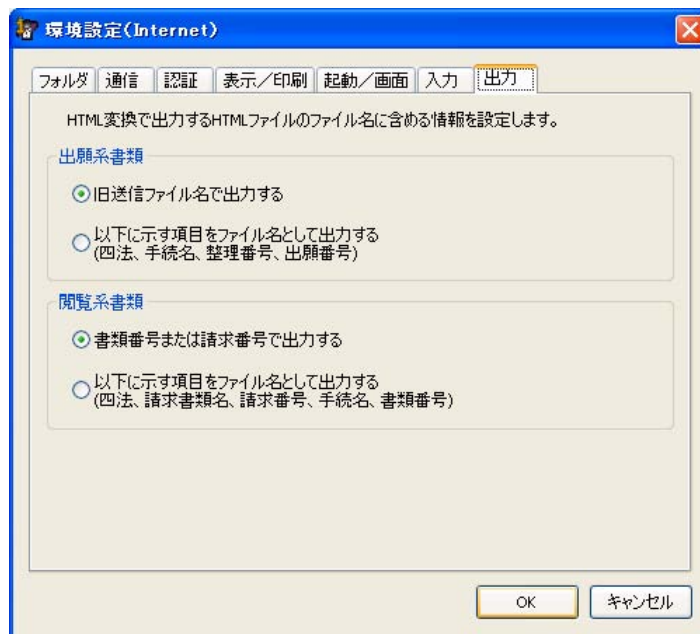 環境設定(Internet)
フォルダ 通信 認証 表示／印刷 起動／画面 入力 出力
HTML変換で出力するHTMLファイルのファイル名に含める情報を設定します。
出願系書類
旧送信ファイル名で出力する
以下に示す項目をファイル名として出力する
(四法、手続名、整理番号、出願番号)
閲覧系書類
書類番号または請求番号で出力する
以下に示す項目をファイル名として出力する
(四法、請求書類名、請求番号、手続名、書類番号)
OK キャンセル